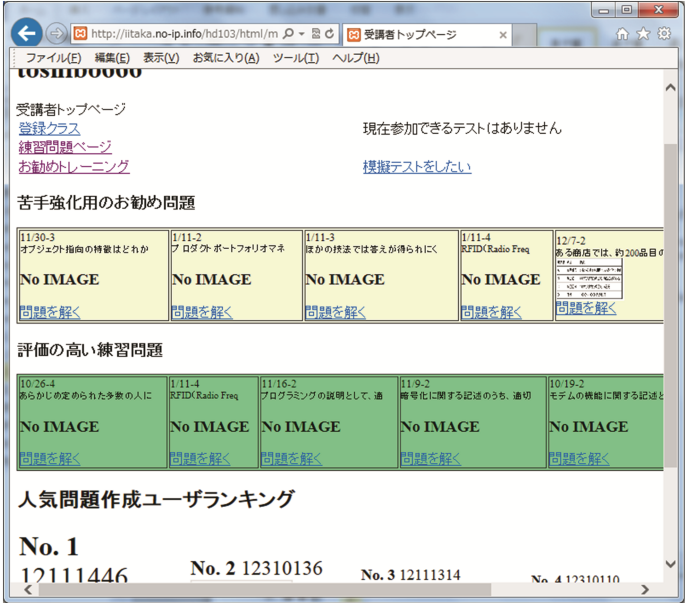 http://iitaka.no-ip.info/hd103/html/m
受講者トップページ
ファイル(F) 編集(E) 表示(V) お気に入り(A) ツール(T) ヘルプ(H)
受講者トップページ
登録クラス
現在参加できるテストはありません
練習問題ページ
お勧めトレーニング
模擬テストをしたい
苦手強化用のお勧め問題
11/30-3
オブジェクト指向の特徴はどれか
No IMAGE
問題を解く
1/11-2
プロダクトポートフォリオマネ
No IMAGE
問題を解く
1/11-3
ほかの技法では答えが得られにく
No IMAGE
問題を解く
1/11-4
RFID(Radio Freq
No IMAGE
問題を解く
12/7-2
ある商店では、約200品目の
問題を解く
評価の高い練習問題
10/26-4
あらかじめ定められた多数の人に
No IMAGE
問題を解く
1/11-4
RFID(Radio Freq
No IMAGE
問題を解く
11/16-2
プログラミングの説明として、適
No IMAGE
問題を解く
11/9-2
暗号化に関する記述のうち、適切
No IMAGE
問題を解く
10/19-2
モデムの機能に関する記述と
No IMAGE
問題を解く
人気問題作成ユーザランキング
No. 1
12111446
No. 2 12310136
No. 3 12111314
No. 4 12310110